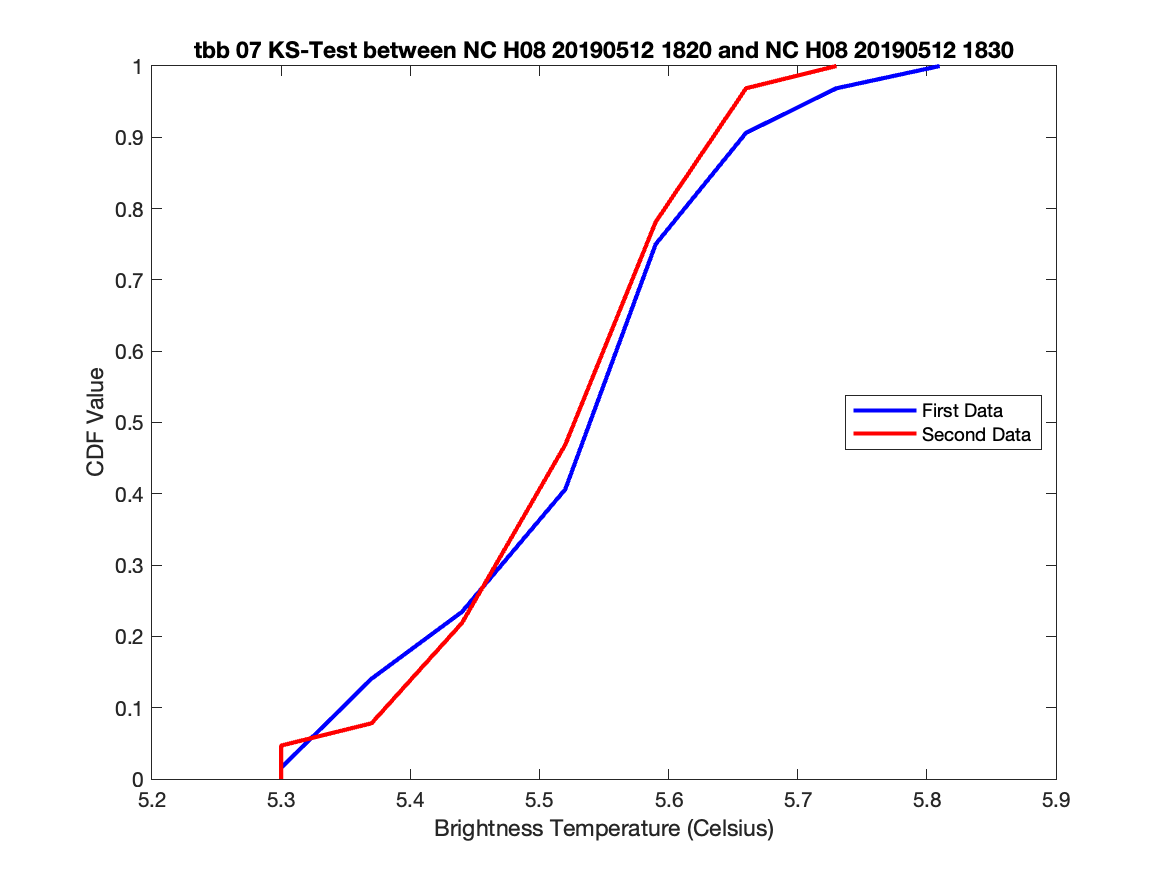 tbb 07 KS-Test between NC H08 20190512 1820 and NC H08 20190512 1830
1
0.9
0.8
0.7
0.6
0.5
0.4
0.3
0.2
0.1
0
CDF Value
First Data
Second Data
5.2 5.3 5.4 5.5 5.6 5.7 5.8 5.9
Brightness Temperature (Celsius)